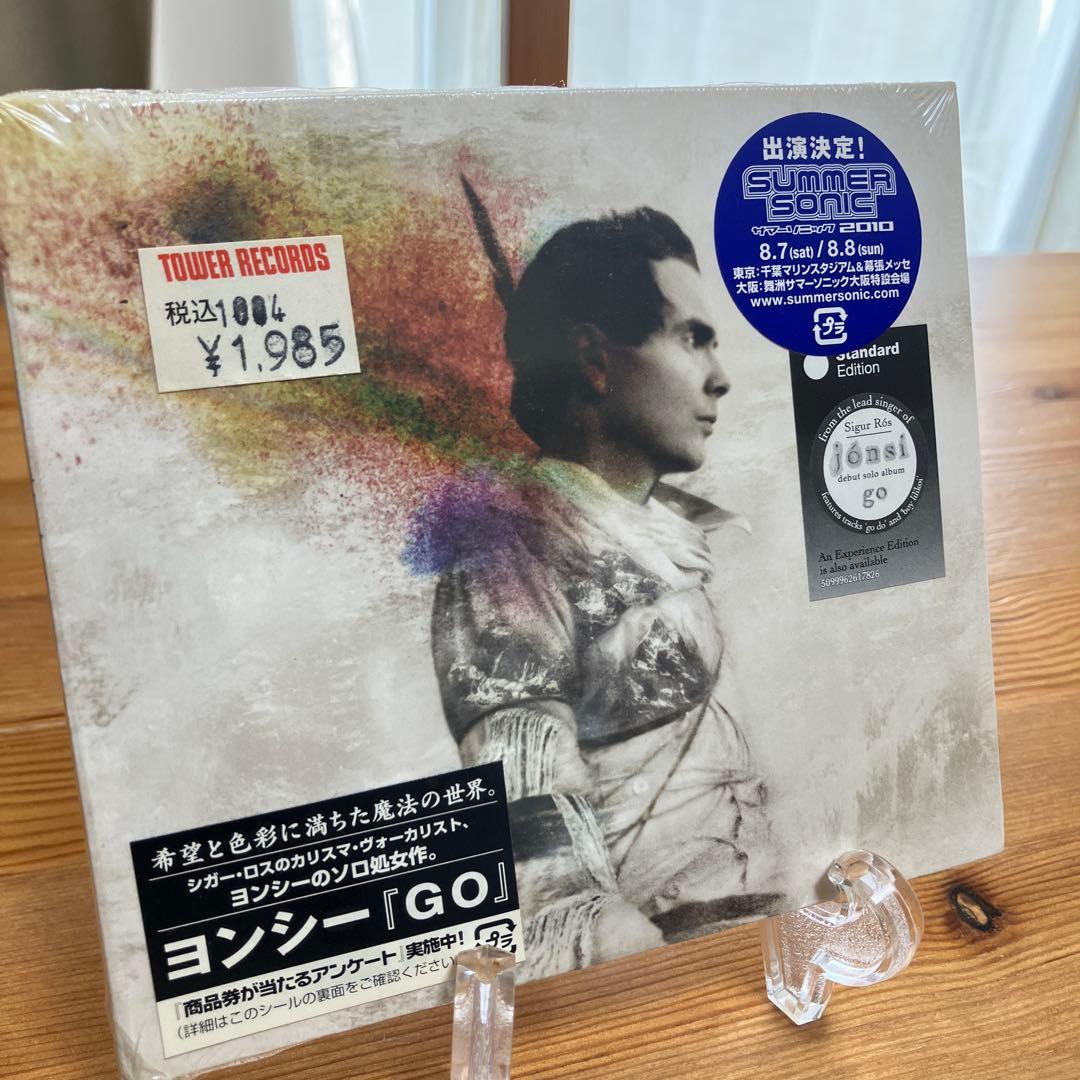 TOWER RECORDS
税込1004
¥1,985
出演決定!
SUMMER
SONIC
サマーソニック 2010
8.7(sat) / 8.8(sun)
東京:千葉マリンスタジアム&幕張メッセ
大阪:舞洲サマーソニック大阪特設会場
www.summersonic.com
プラ
Standard
Edition
from the lead singer of
Sigur Rós
jónsi
debut solo album
go
features tracks 'go do' and 'boy lilikoi'
An Experience Edition
is also available
5099962617826
希望と色彩に満ちた魔法の世界。
シガー・ロスのカリスマ・ヴォーカリスト、
ヨンシーのソロ処女作。
ヨンシー『GO』
『商品券が当たるアンケート』実施中!
プラ
(詳細はこのシールの裏面をご確認ください